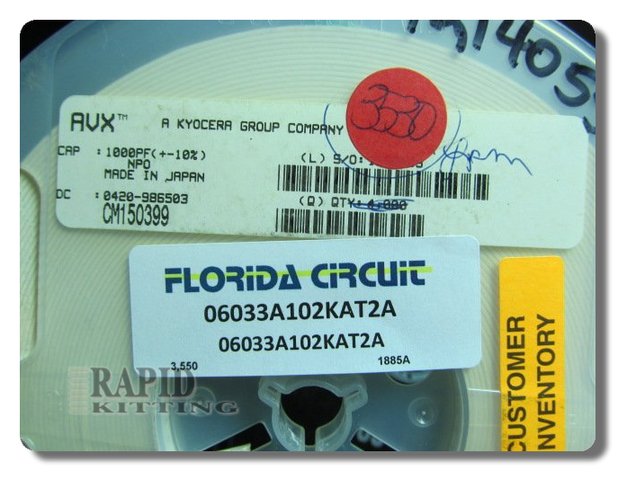 AVX™ A KYOCERA GROUP COMPANY
3530
CAP : 1000PF(+-10%)
NPO
MADE IN JAPAN
DC : 0420-986503
CM150399
(L) S/O:
(Q) QTY: 4,000
FLORIDA CIRCUIT
06033A102KAT2A
06033A102KAT2A
3,550 1885A
CUSTOMER
INVENTORY
RAPID
KITTING